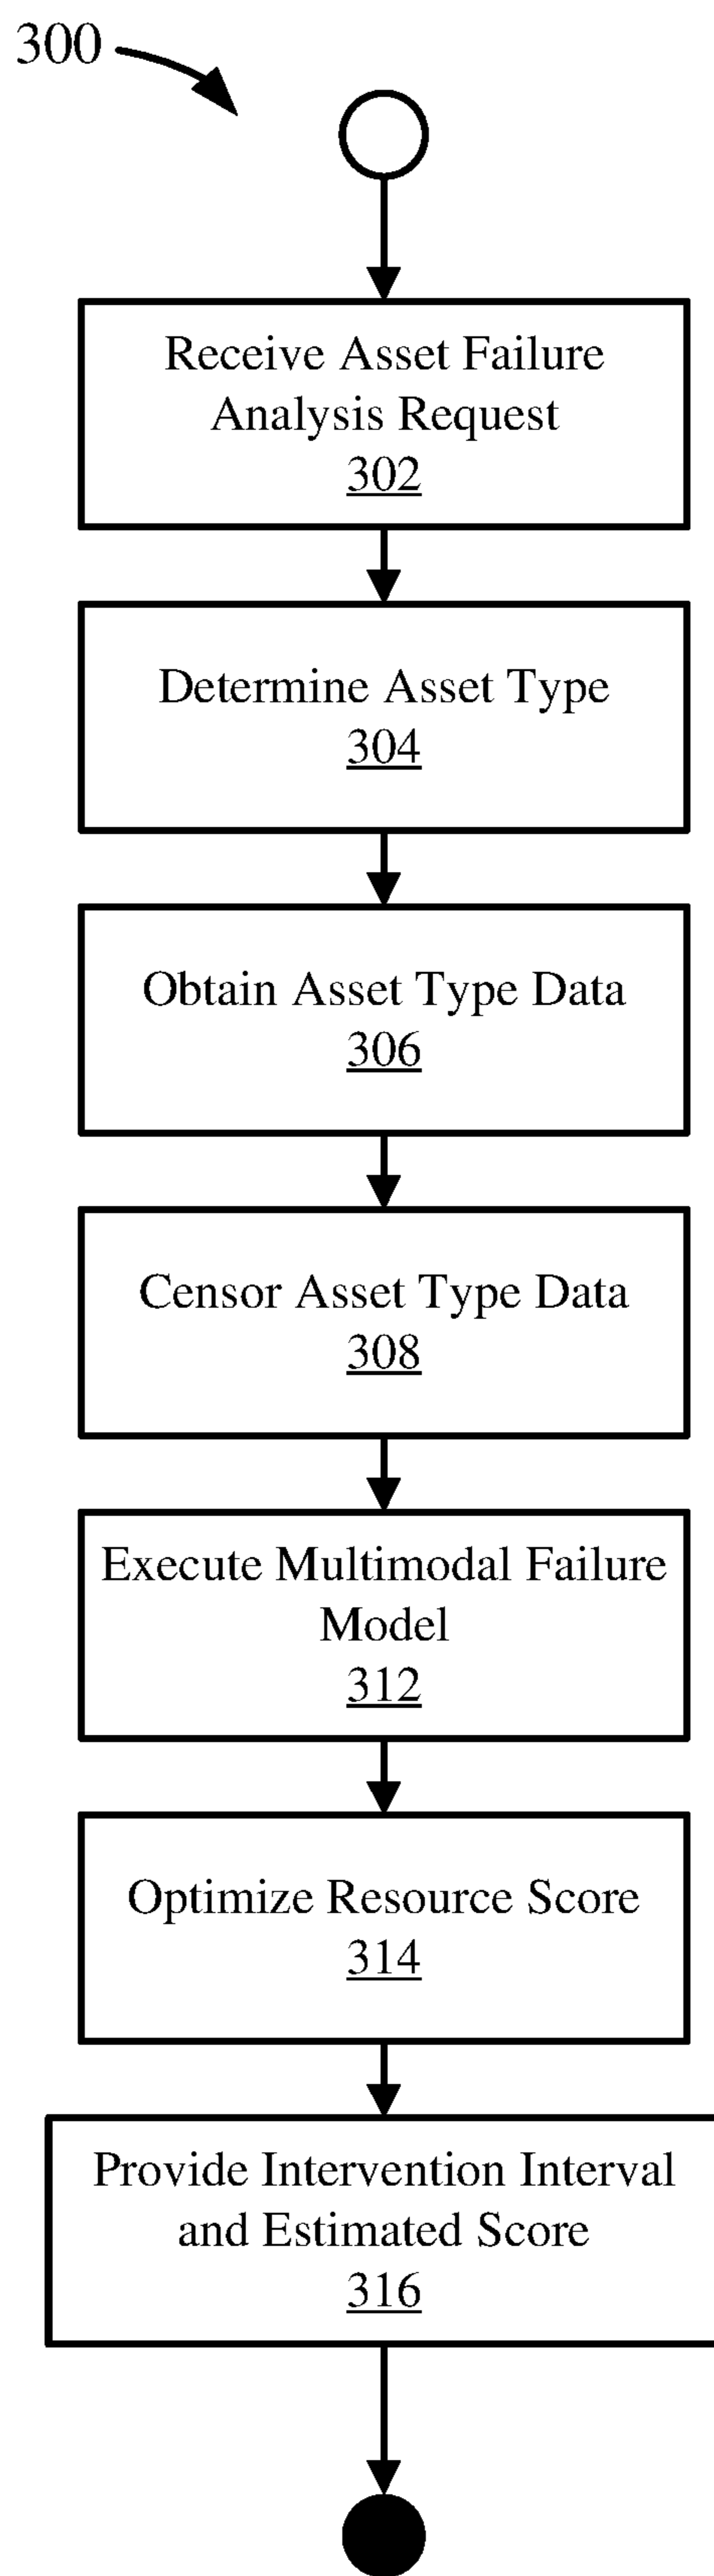 300
Receive Asset Failure
Analysis Request
302
Determine Asset Type
304
Obtain Asset Type Data
306
Censor Asset Type Data
308
Execute Multimodal Failure
Model
312
Optimize Resource Score
314
Provide Intervention Interval
and Estimated Score
316